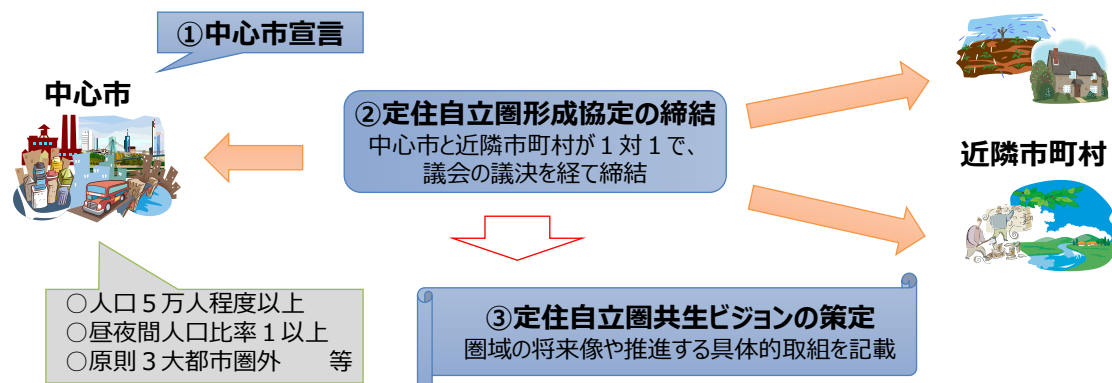 ①中心市宣言
中心市
②定住自立圏形成協定の締結
中心市と近隣市町村が１対１で、
議会の議決を経て締結
近隣市町村
○人口５万人程度以上
○昼夜間人口比率１以上
○原則３大都市圏外　　等
③定住自立圏共生ビジョンの策定
圏域の将来像や推進する具体的取組を記載